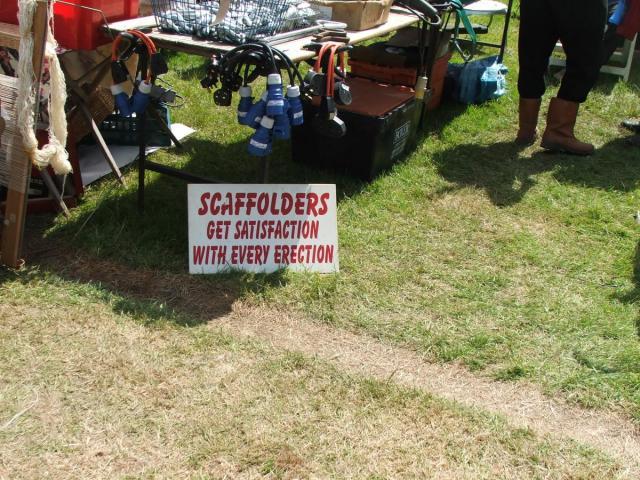 SCAFFOLDERS
GET SATISFACTION
WITH EVERY ERECTION